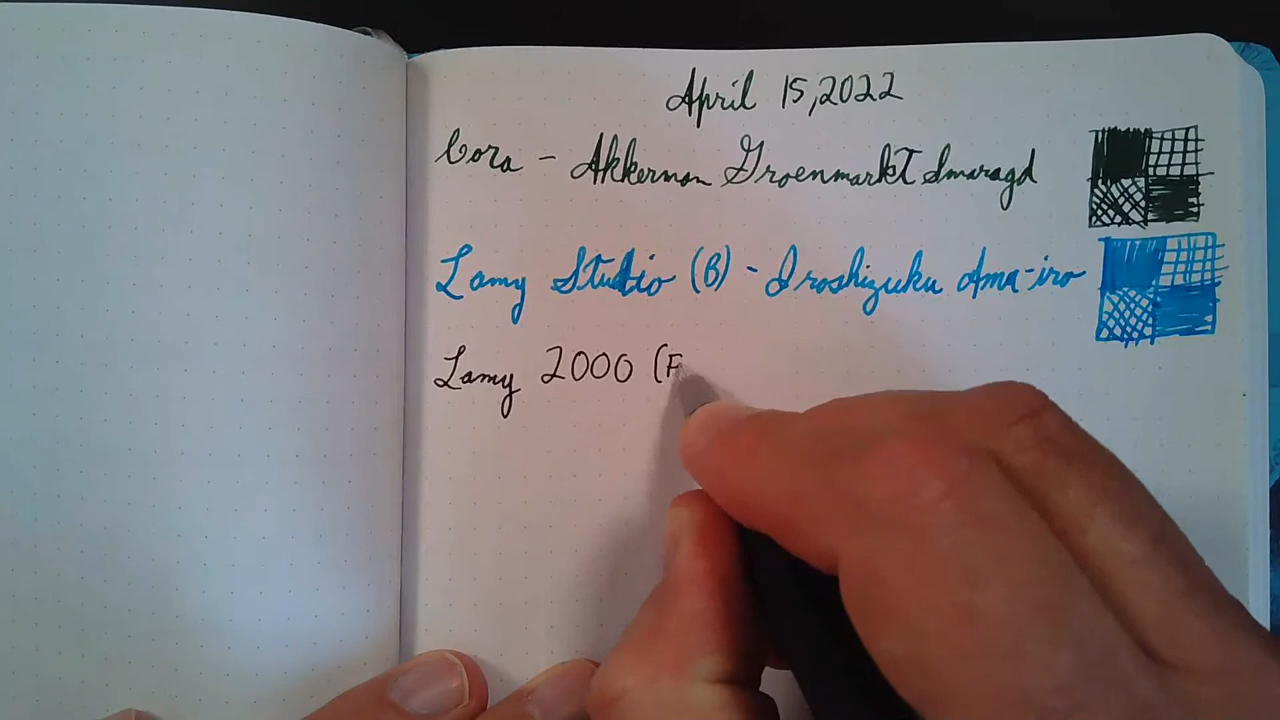 April 15, 2022
Cora - Akkerman Groenmarkt Smaragd
Lamy Studio (B) - Iroshizuku Ama-iro
Lamy 2000 (F